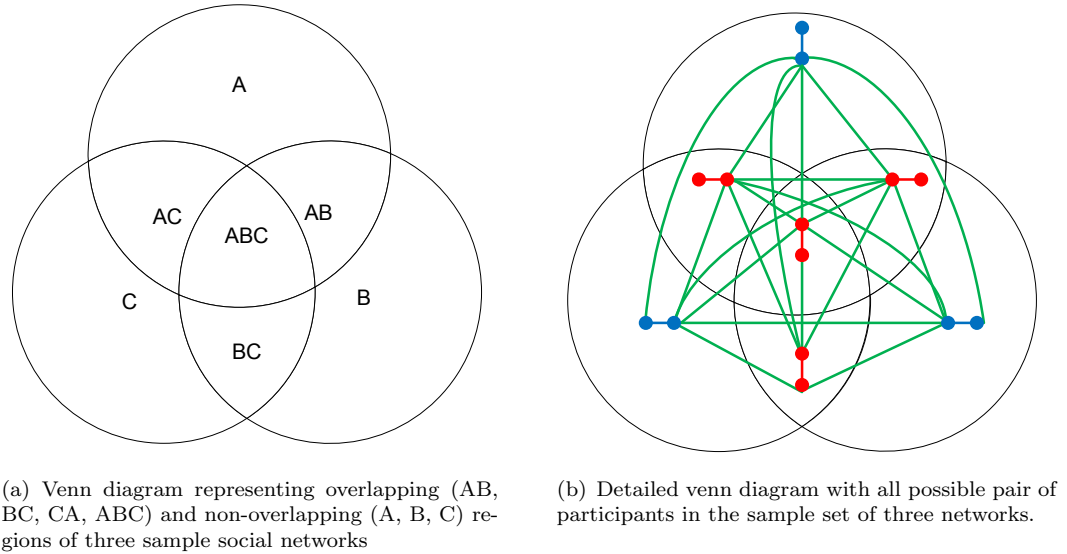 A
AC
AB
ABC
C
B
BC
(a) Venn diagram representing overlapping (AB,
BC, CA, ABC) and non-overlapping (A, B, C) re-
gions of three sample social networks
(b) Detailed venn diagram with all possible pair of
participants in the sample set of three networks.